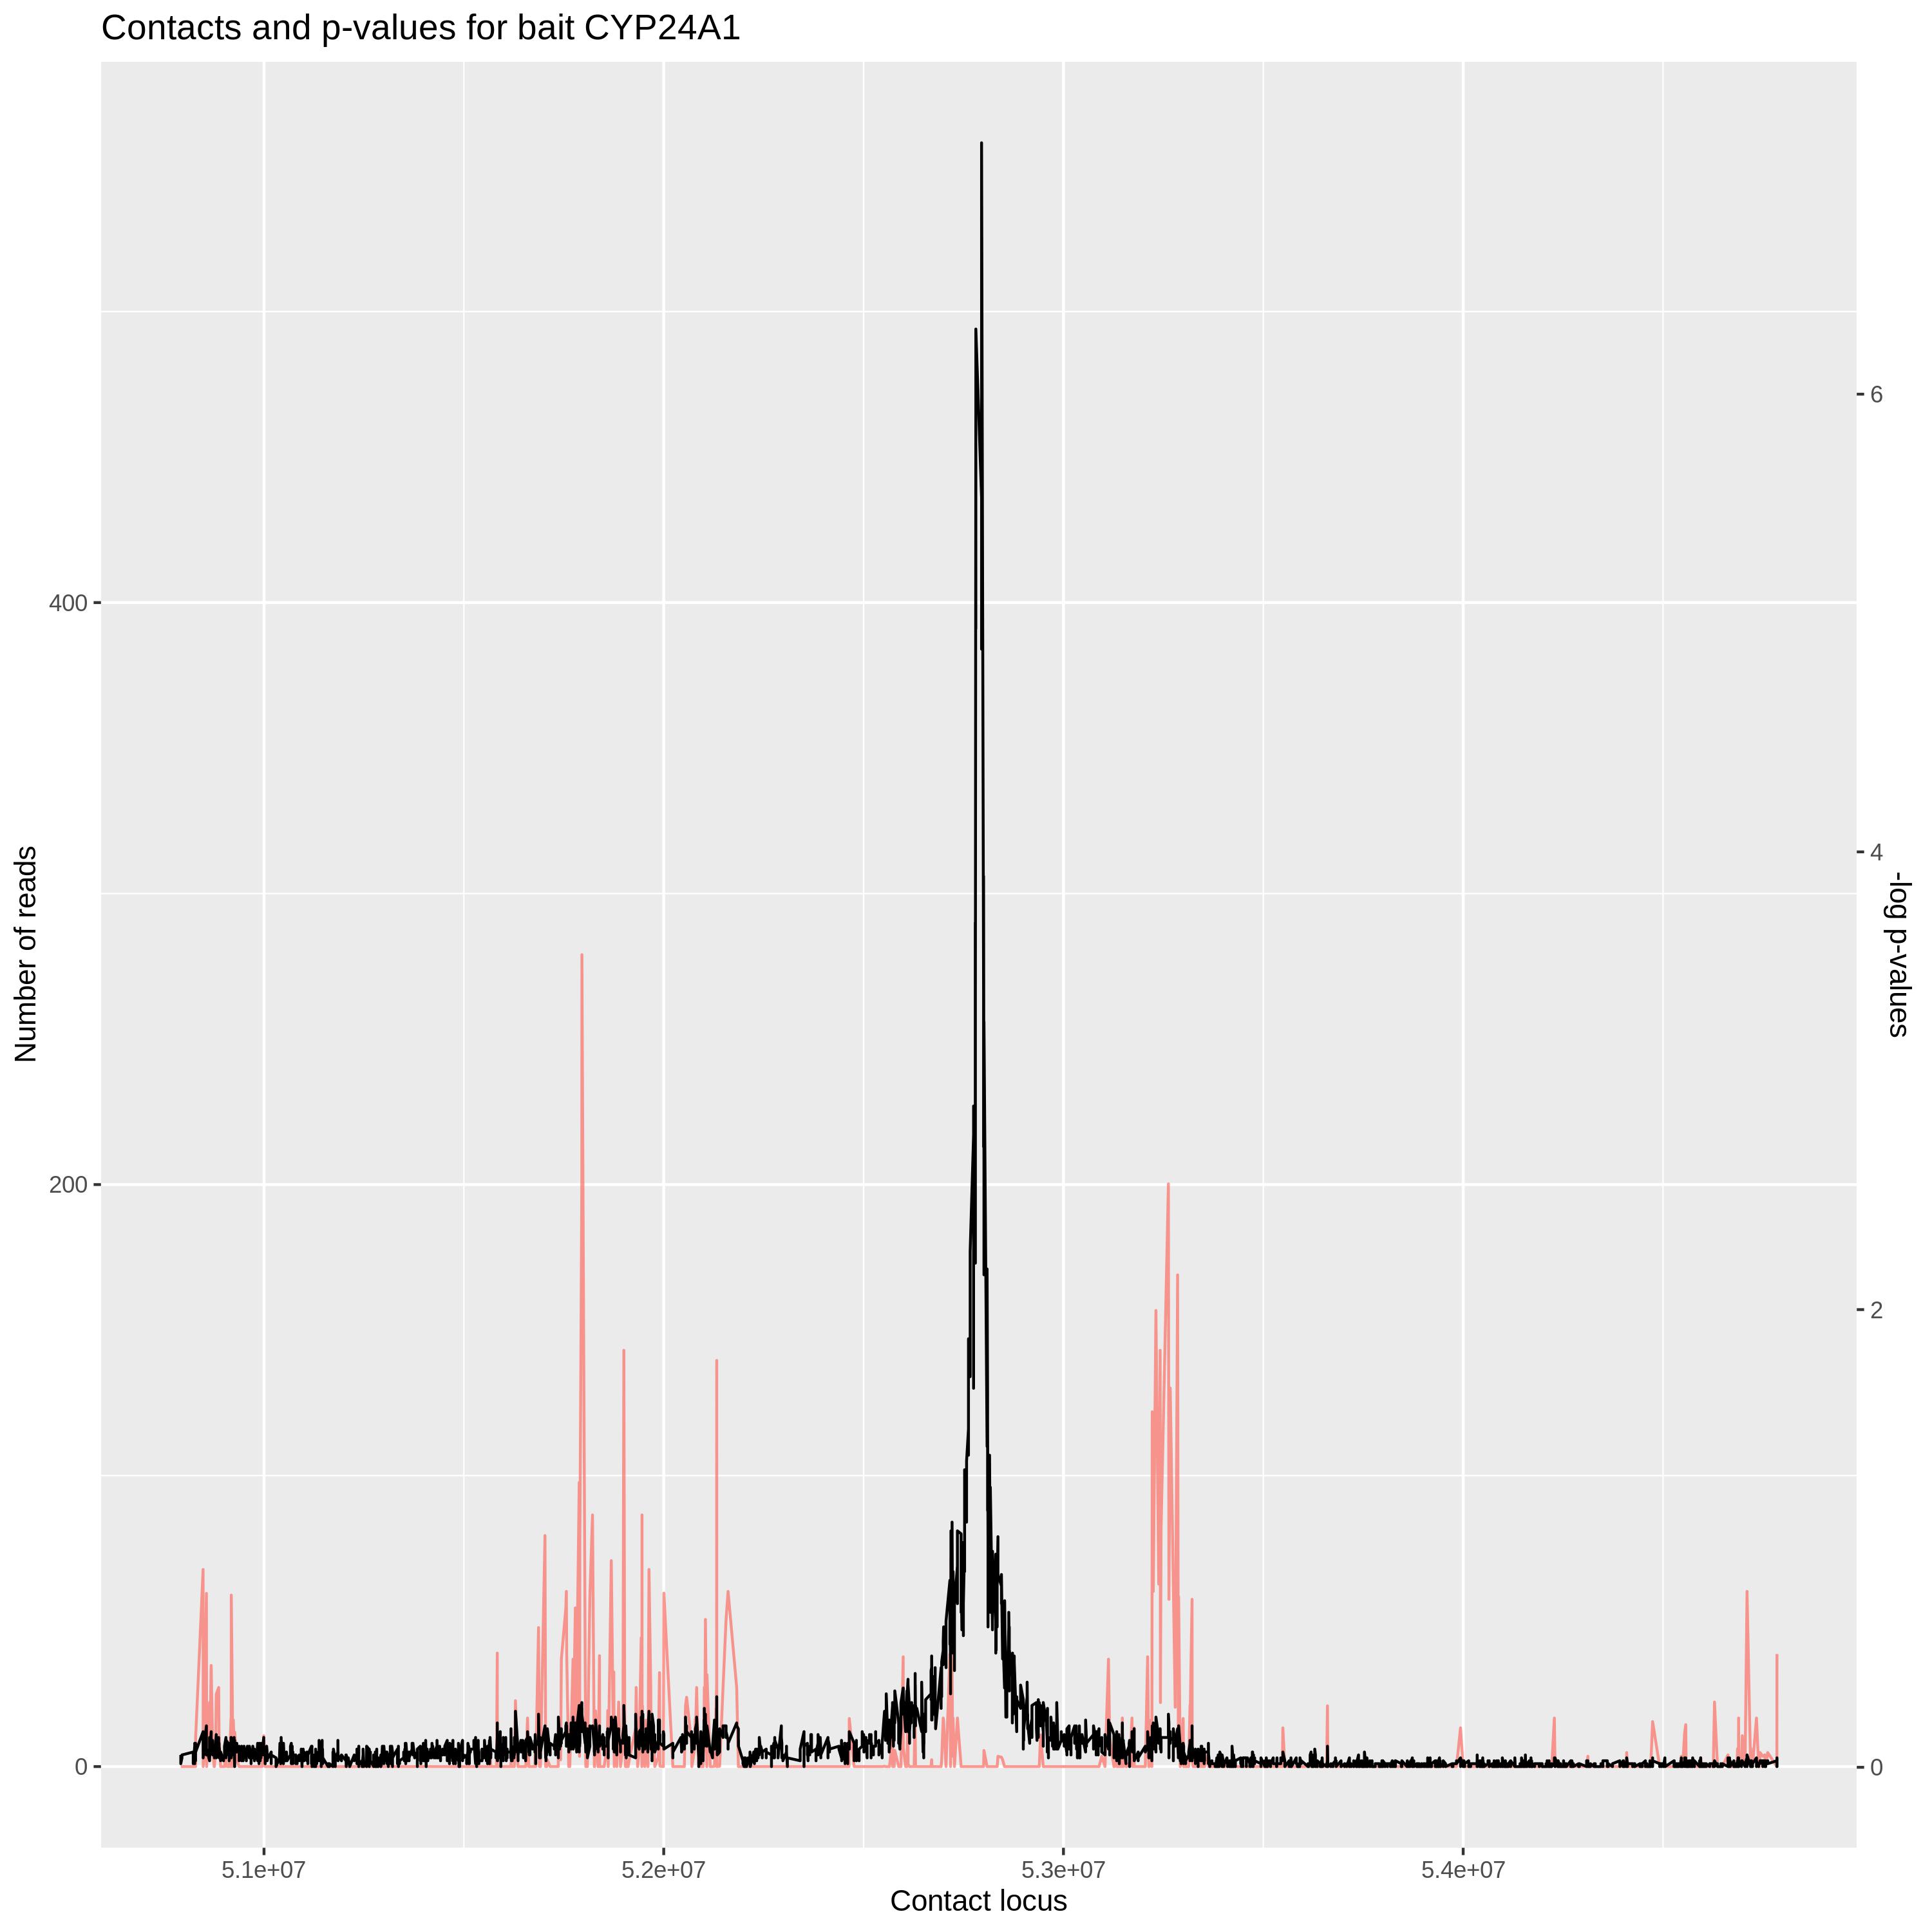 Contacts and p-values for bait CYP24A1
Number of reads
400
200
0
6
4
2
0
-log p-values
5.1e+07
5.2e+07
5.3e+07
5.4e+07
Contact locus